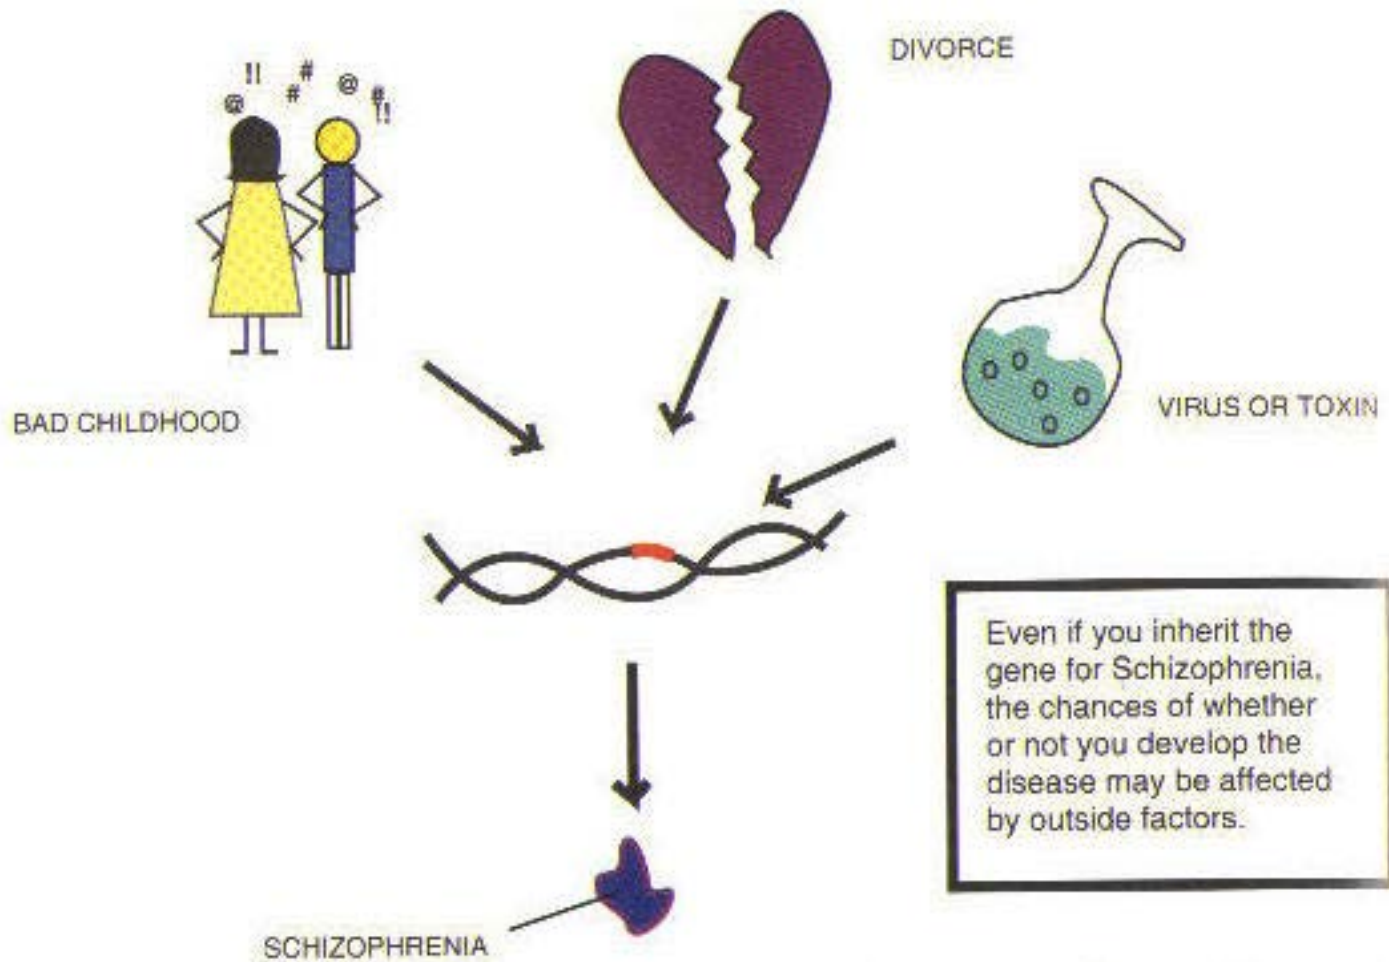 !! # @ # # @ !!
DIVORCE
BAD CHILDHOOD
VIRUS OR TOXIN
Even if you inherit the
gene for Schizophrenia,
the chances of whether
or not you develop the
disease may be affected
by outside factors.
SCHIZOPHRENIA